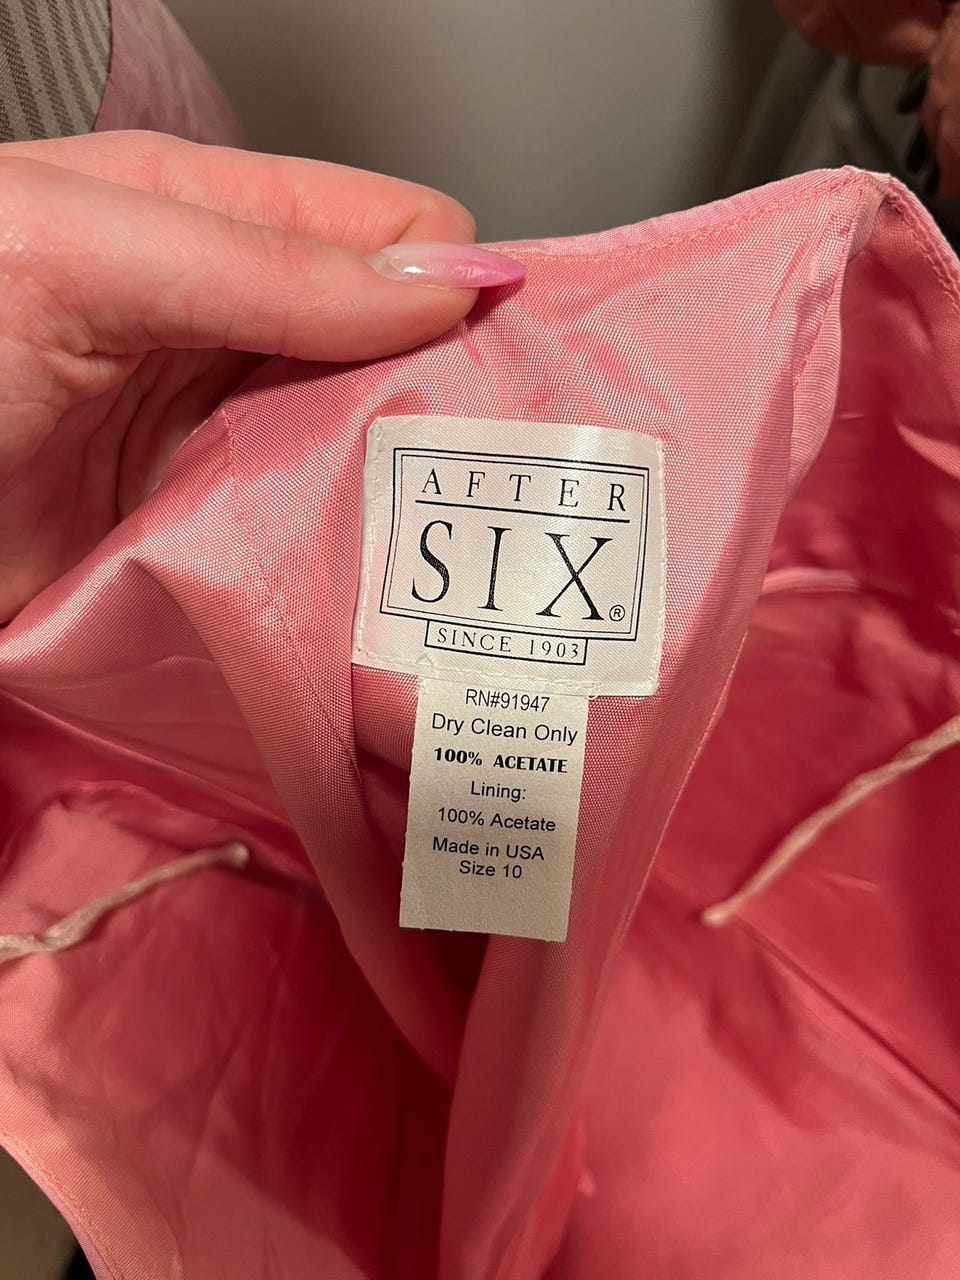 AFTER
SIX®
SINCE 1903
RN#91947
Dry Clean Only
100% ACETATE
Lining:
100% Acetate
Made in USA
Size 10